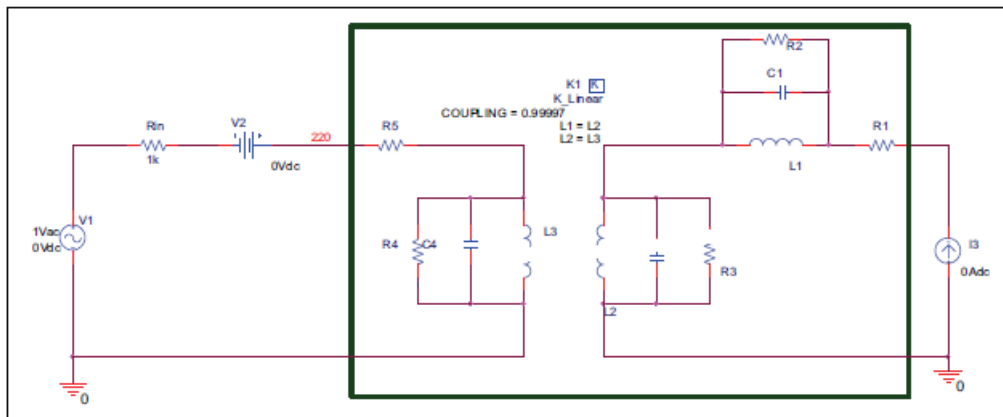 R2
C1
K1 K
K_Linear
COUPLING = 0.99997
L1 = L2
L2 = L3
Rin
1k
V2
0Vdc
220
R5
L1
R1
V1
1Vac
0Vdc
R4
C4
L3
L2
R3
I3
0Adc
0
0